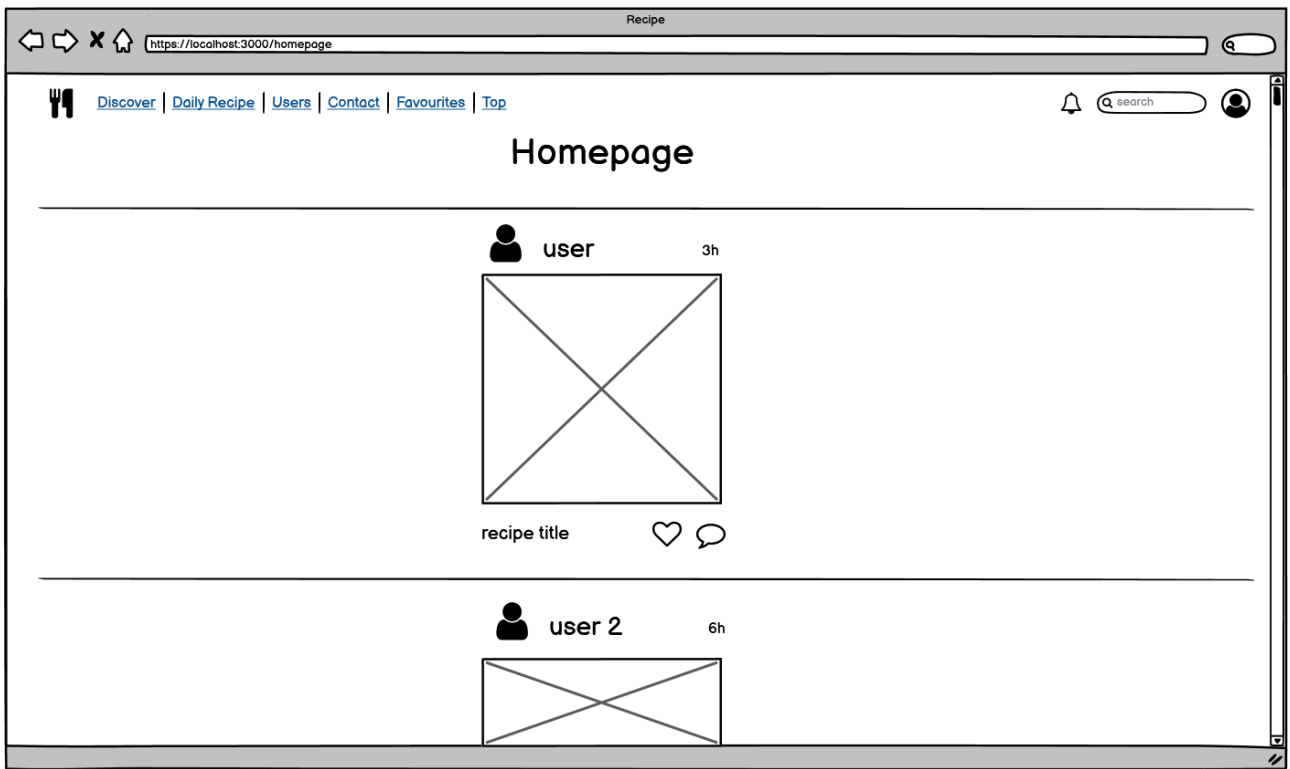 Recipe
https://localhost:3000/homepage
Discover | Daily Recipe | Users | Contact | Favourites | Top
search
Homepage
user
3h
recipe title
user 2
6h